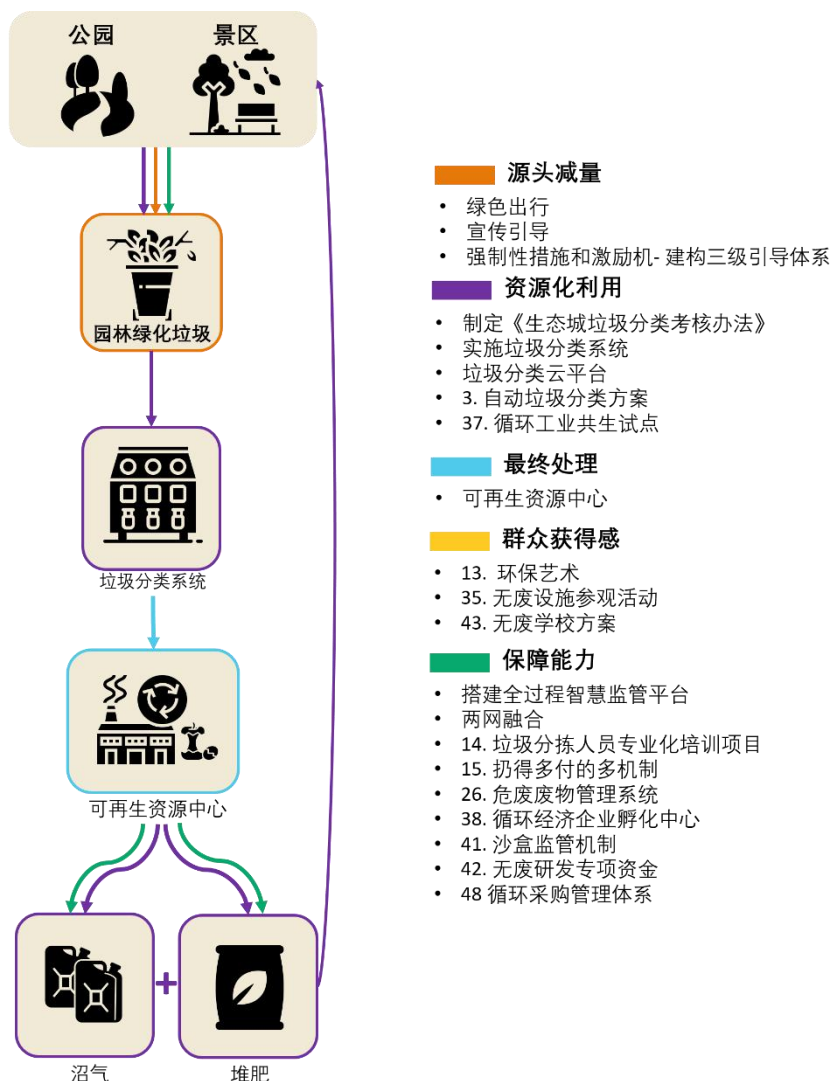 公园
景区
园林绿化垃圾
垃圾分类系统
可再生资源中心
沼气
+
堆肥
源头减量
• 绿色出行
• 宣传引导
• 强制性措施和激励机- 建构三级引导体系
资源化利用
• 制定《生态城垃圾分类考核办法》
• 实施垃圾分类系统
• 垃圾分类云平台
• 3. 自动垃圾分类方案
• 37. 循环工业共生试点
最终处理
• 可再生资源中心
群众获得感
• 13. 环保艺术
• 35. 无废设施参观活动
• 43. 无废学校方案
保障能力
• 搭建全过程智慧监管平台
• 两网融合
• 14. 垃圾分拣人员专业化培训项目
• 15. 扔得多付的多机制
• 26. 危废废物管理系统
• 38. 循环经济企业孵化中心
• 41. 沙盒监管机制
• 42. 无废研发专项资金
• 48 循环采购管理体系